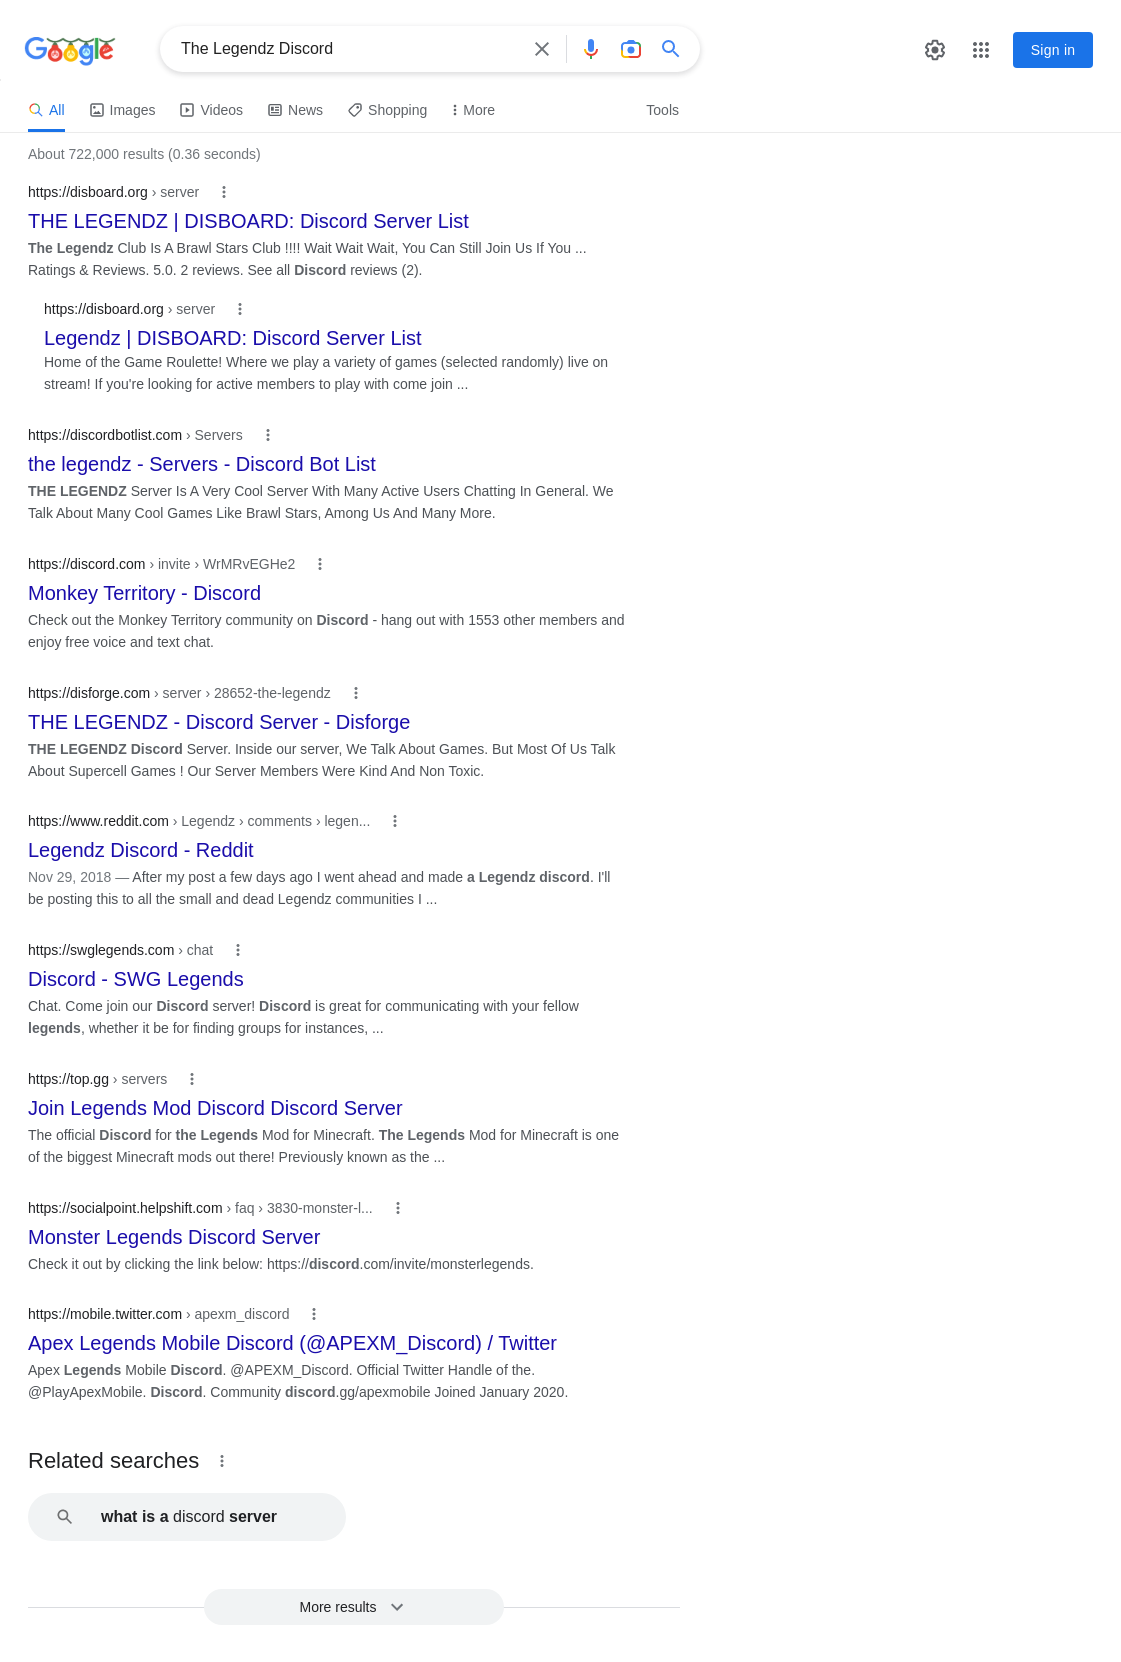 Google
The Legendz Discord
Sign in
All
Images
Videos
News
Shopping
More
Tools
About 722,000 results (0.36 seconds)
https://disboard.org › server
THE LEGENDZ | DISBOARD: Discord Server List
The Legendz Club Is A Brawl Stars Club !!!! Wait Wait Wait, You Can Still Join Us If You ...
Ratings & Reviews. 5.0. 2 reviews. See all Discord reviews (2).
https://disboard.org › server
Legendz | DISBOARD: Discord Server List
Home of the Game Roulette! Where we play a variety of games (selected randomly) live on
stream! If you're looking for active members to play with come join ...
https://discordbotlist.com › Servers
the legendz - Servers - Discord Bot List
THE LEGENDZ Server Is A Very Cool Server With Many Active Users Chatting In General. We
Talk About Many Cool Games Like Brawl Stars, Among Us And Many More.
https://discord.com › invite › WrMRvEGHe2
Monkey Territory - Discord
Check out the Monkey Territory community on Discord - hang out with 1553 other members and
enjoy free voice and text chat.
https://disforge.com › server › 28652-the-legendz
THE LEGENDZ - Discord Server - Disforge
THE LEGENDZ Discord Server. Inside our server, We Talk About Games. But Most Of Us Talk
About Supercell Games ! Our Server Members Were Kind And Non Toxic.
https://www.reddit.com › Legendz › comments › legen...
Legendz Discord - Reddit
Nov 29, 2018 — After my post a few days ago I went ahead and made a Legendz discord. I'll
be posting this to all the small and dead Legendz communities I ...
https://swglegends.com › chat
Discord - SWG Legends
Chat. Come join our Discord server! Discord is great for communicating with your fellow
legends, whether it be for finding groups for instances, ...
https://top.gg › servers
Join Legends Mod Discord Discord Server
The official Discord for the Legends Mod for Minecraft. The Legends Mod for Minecraft is one
of the biggest Minecraft mods out there! Previously known as the ...
https://socialpoint.helpshift.com › faq › 3830-monster-l...
Monster Legends Discord Server
Check it out by clicking the link below: https://discord.com/invite/monsterlegends.
https://mobile.twitter.com › apexm_discord
Apex Legends Mobile Discord (@APEXM_Discord) / Twitter
Apex Legends Mobile Discord. @APEXM_Discord. Official Twitter Handle of the.
@PlayApexMobile. Discord. Community discord.gg/apexmobile Joined January 2020.
Related searches
what is a discord server
More results